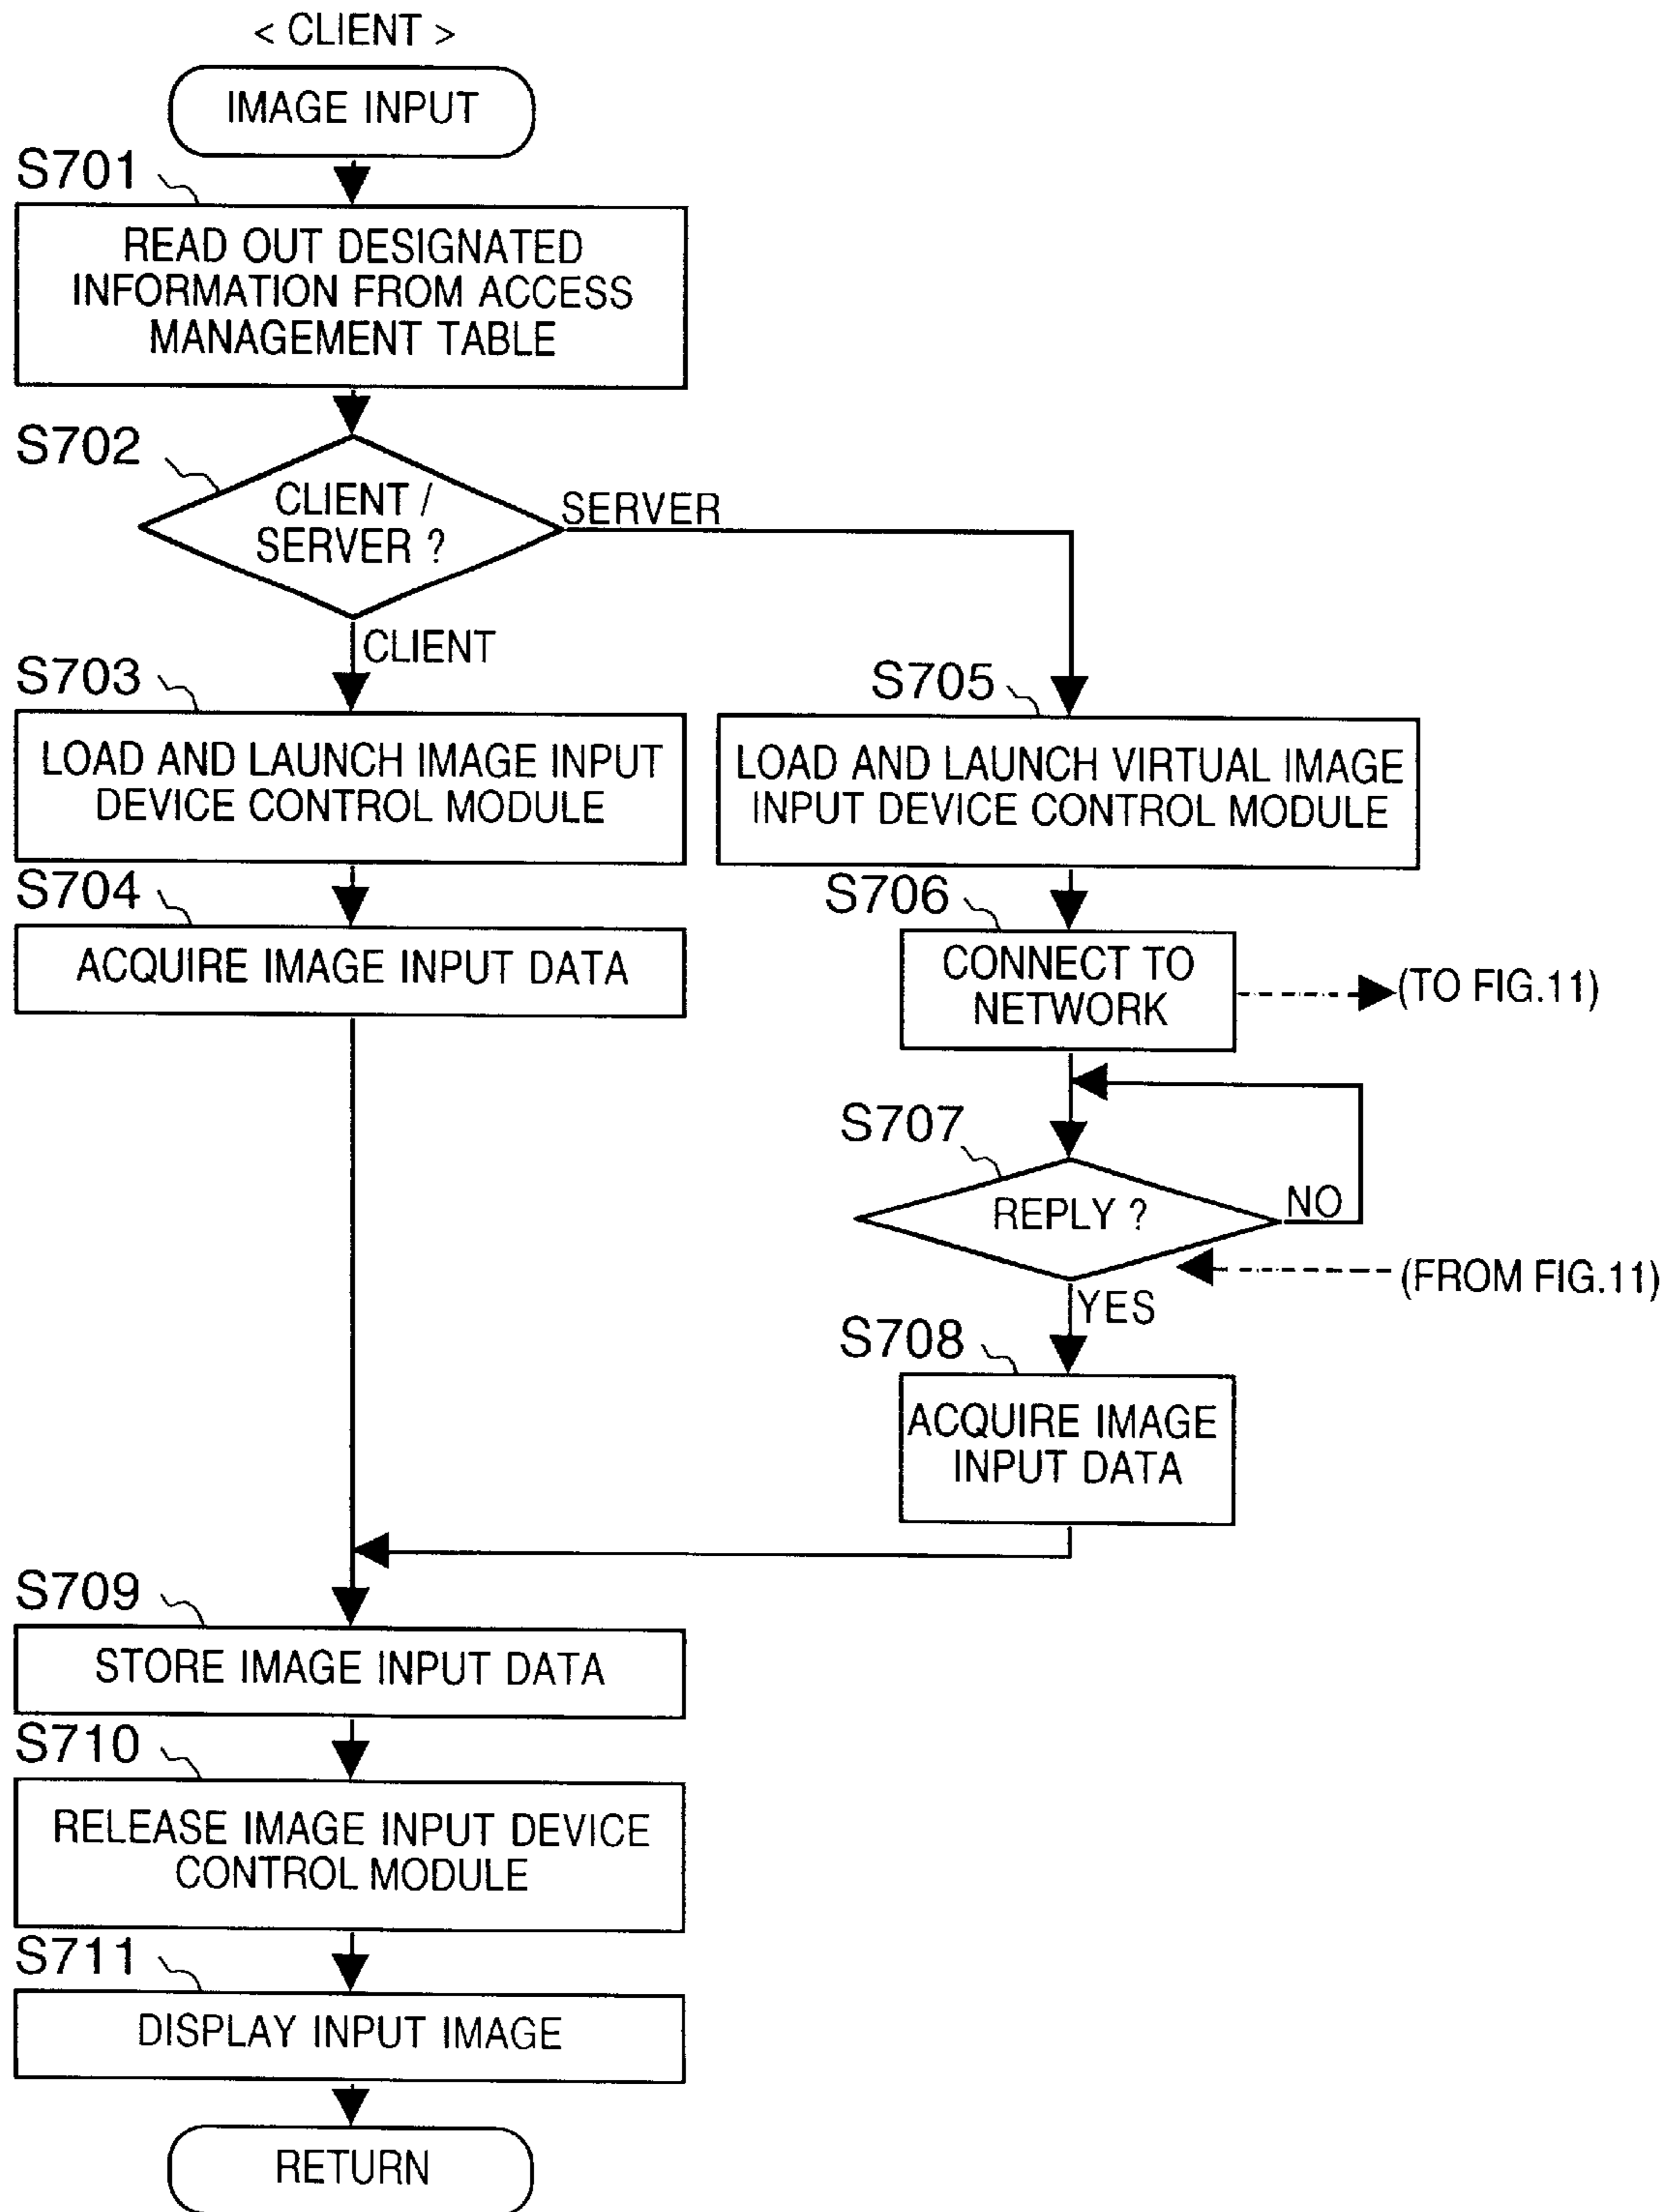 < CLIENT >
IMAGE INPUT
S701
READ OUT DESIGNATED
INFORMATION FROM ACCESS
MANAGEMENT TABLE
S702
CLIENT /
SERVER ?
SERVER
CLIENT
S703
LOAD AND LAUNCH IMAGE INPUT
DEVICE CONTROL MODULE
S704
ACQUIRE IMAGE INPUT DATA
S705
LOAD AND LAUNCH VIRTUAL IMAGE
INPUT DEVICE CONTROL MODULE
S706
CONNECT TO
NETWORK
(TO FIG.11)
S707
REPLY ?
NO
(FROM FIG.11)
YES
S708
ACQUIRE IMAGE
INPUT DATA
S709
STORE IMAGE INPUT DATA
S710
RELEASE IMAGE INPUT DEVICE
CONTROL MODULE
S711
DISPLAY INPUT IMAGE
RETURN